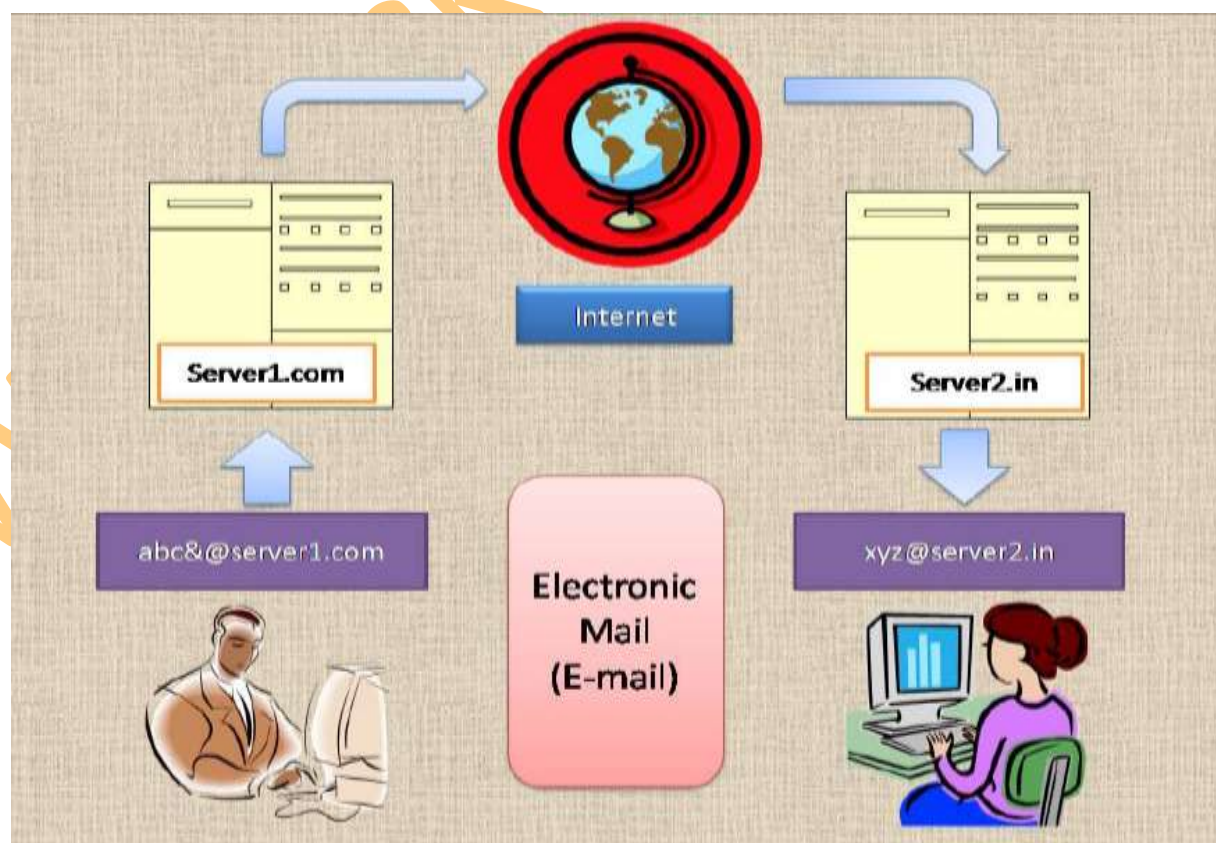 Internet
Server1.com
Server2.in
abc&@server1.com
xyz@server2.in
Electronic
Mail
(E-mail)